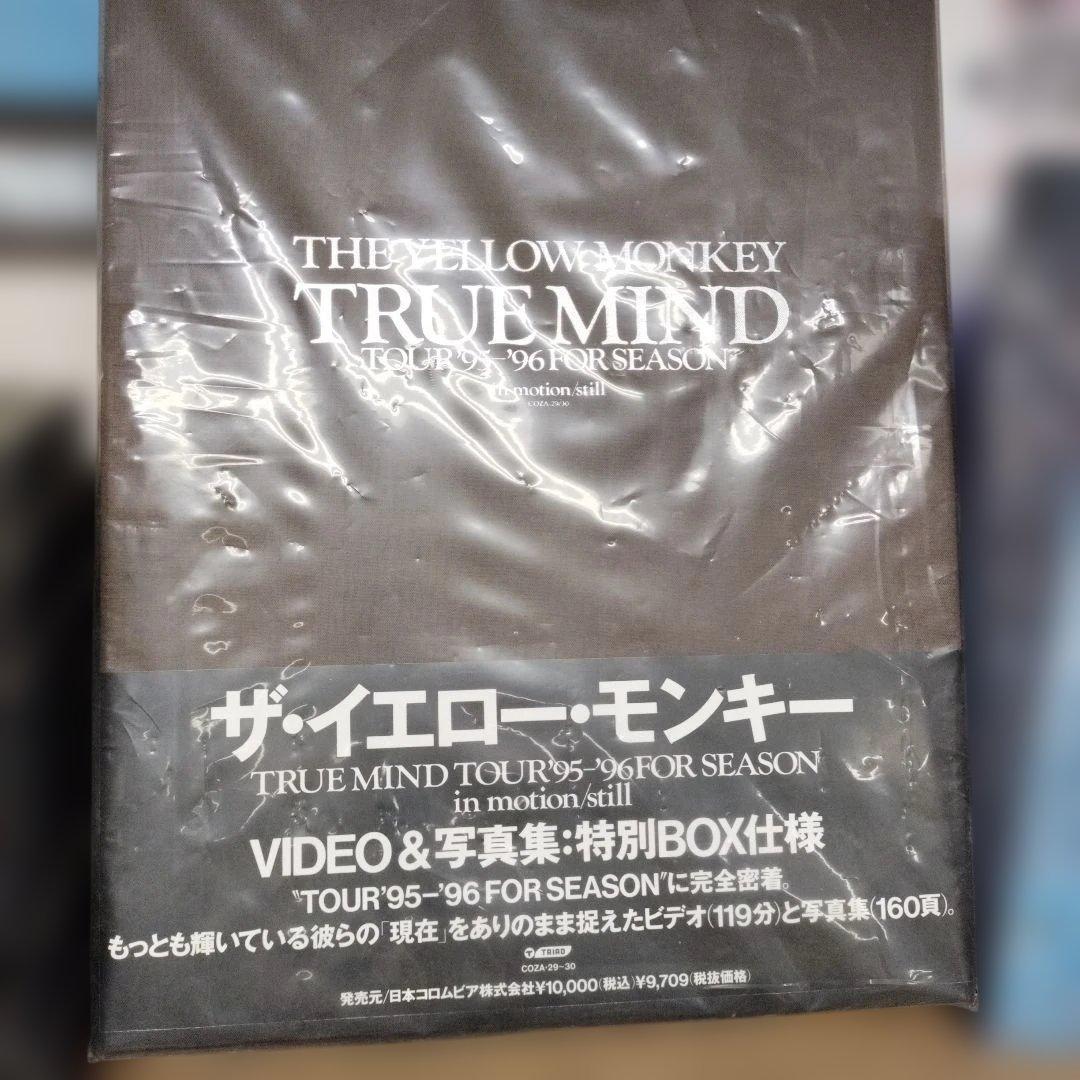 THE YELLOW MONKEY
TRUE MIND
TOUR'95–'96 FOR SEASON
in motion/still
COZA-29/30
ザ・イエロー・モンキー
TRUE MIND TOUR'95–'96 FOR SEASON
in motion/still
VIDEO & 写真集:特別BOX仕様
〝TOUR'95–'96 FOR SEASON〟に完全密着。
もっとも輝いている彼らの「現在」をありのまま捉えたビデオ(119分)と写真集(160頁)。
TRIAD
COZA-29~30
発売元/日本コロムビア株式会社¥10,000(税込)¥9,709(税抜価格)